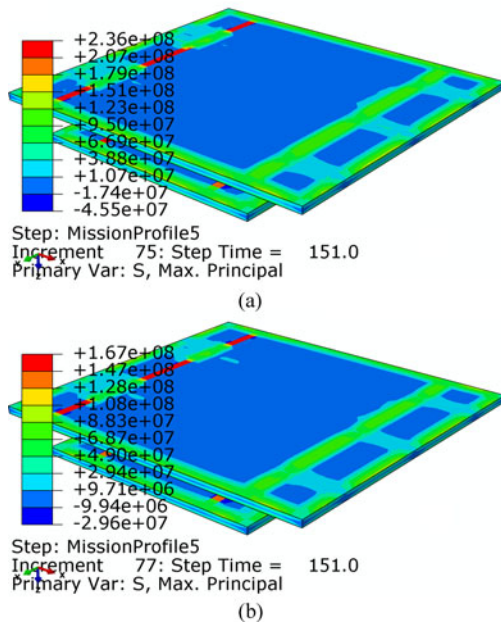 +2.36e+08
+2.07e+08
+1.79e+08
+1.51e+08
+1.23e+08
+9.50e+07
+6.69e+07
+3.88e+07
+1.07e+07
-1.74e+07
-4.55e+07
Step: MissionProfile5
Increment 75: Step Time = 151.0
Primary Var: S, Max. Principal
Y X
Z
(a)
+1.67e+08
+1.47e+08
+1.28e+08
+1.08e+08
+8.83e+07
+6.87e+07
+4.90e+07
+2.94e+07
+9.71e+06
-9.94e+06
-2.96e+07
Step: MissionProfile5
Increment 77: Step Time = 151.0
Primary Var: S, Max. Principal
Y X
Z
(b)